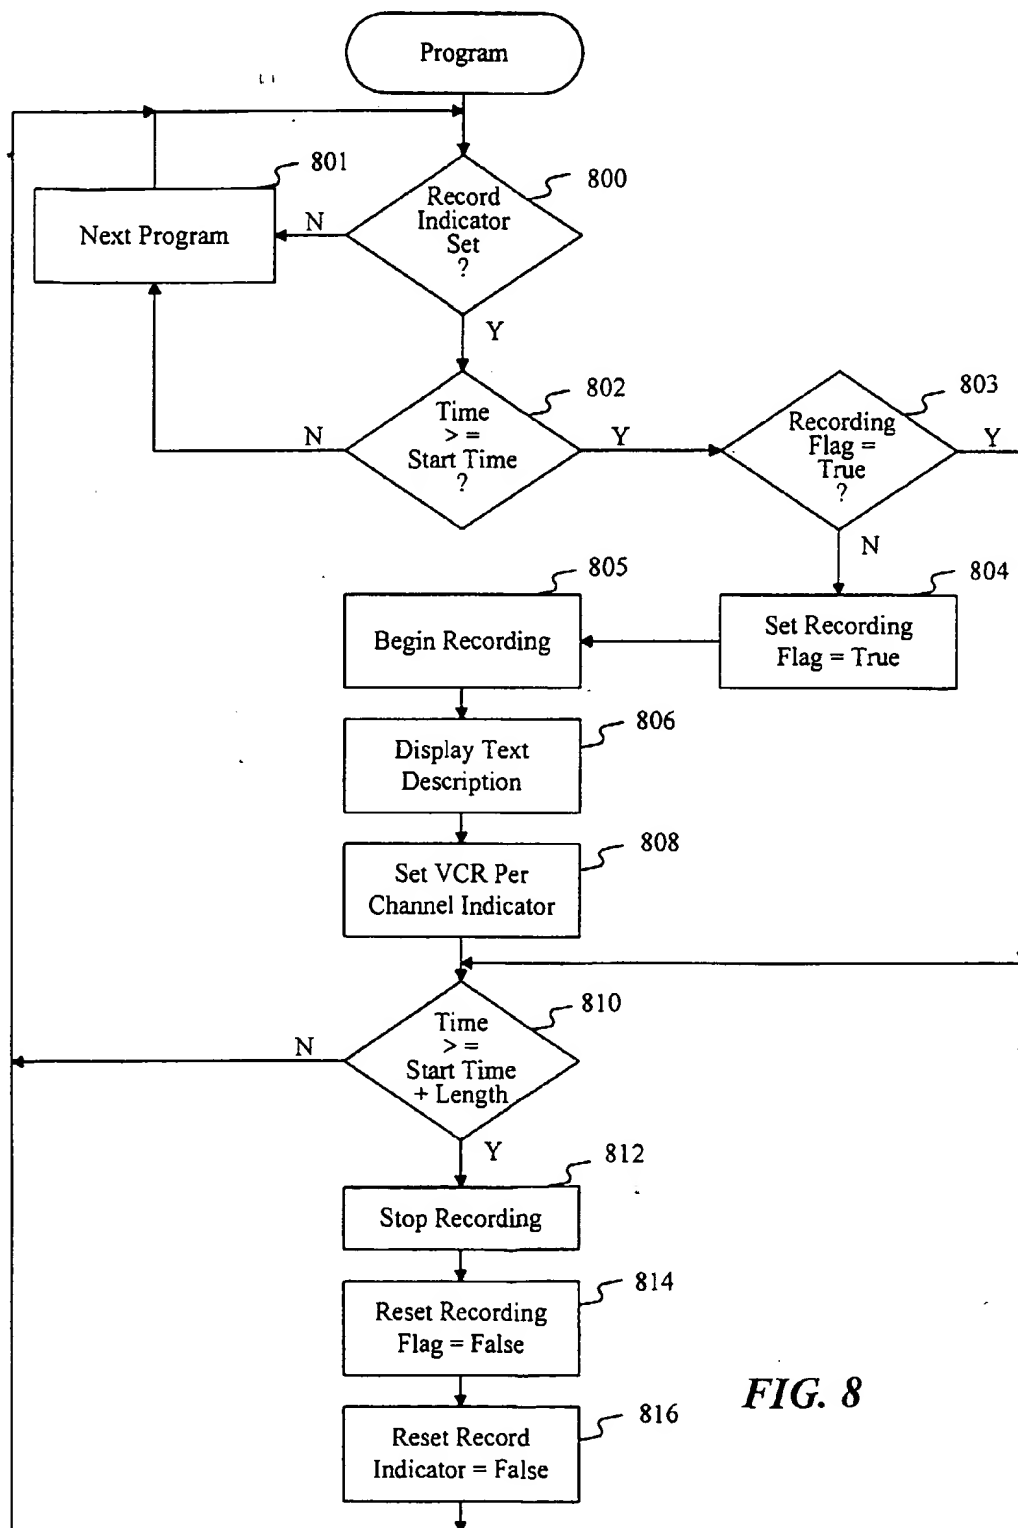 Program
801
800
Next Program
N
Record
Indicator
Set
?
Y
802
803
N
Time
> =
Start Time
?
Y
Recording
Flag =
True
?
Y
N
805
804
Begin Recording
Set Recording
Flag = True
806
Display Text
Description
808
Set VCR Per
Channel Indicator
810
N
Time
> =
Start Time
+ Length
Y
812
Stop Recording
814
Reset Recording
Flag = False
FIG. 8
816
Reset Record
Indicator = False